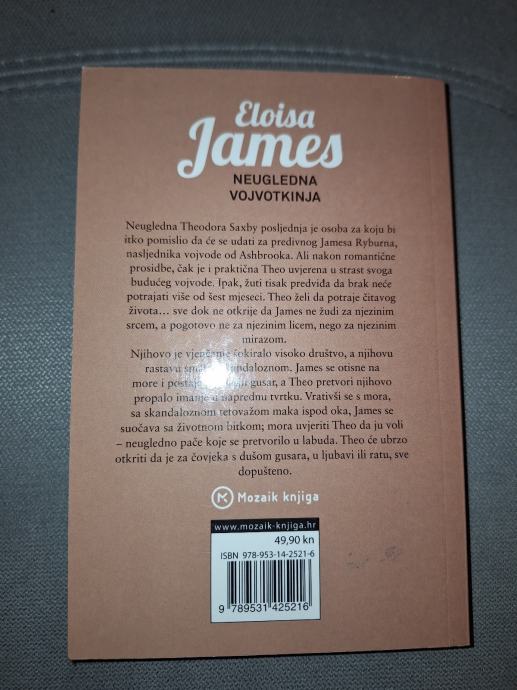 Eloisa
James
NEUGLEDNA
VOJVOTKINJA
Neugledna Theodora Saxby posljednja je osoba za koju bi
itko pomislio da će se udati za predivnog Jamesa Ryburna,
nasljednika vojvode od Ashbrooka. Ali nakon romantične
prosidbe, čak je i praktična Theo uvjerena u strast svoga
budućeg vojvode. Ipak, žuti tisak predviđa da brak neće
potrajati više od šest mjeseci. Theo želi da potraje čitavog
života... sve dok ne otkrije da James ne žudi za njezinim
srcem, a pogotovo ne za njezinim licem, nego za njezinim
mirazom.
Njihovo je vjenčanje šokiralo visoko društvo, a njihovu
rastavu skandaloznom. James se otisne na
more i gusar, a Theo pretvori njihovo
propalo imanje u naprednu tvrtku. Vrativši se s mora,
sa skandaloznom tetovažom maka ispod oka, James se
suočava sa životnom bitkom; mora uvjeriti Theo da ju voli
– neugledno pače koje se pretvorilo u labuda. Theo će ubrzo
otkriti da je za čovjeka s dušom gusara, u ljubavi ili ratu, sve
dopušteno.
Mozaik knjiga
www.mozaik-knjiga.hr
49,90 kn
ISBN 978-953-14-2521-6
9 789531 425216